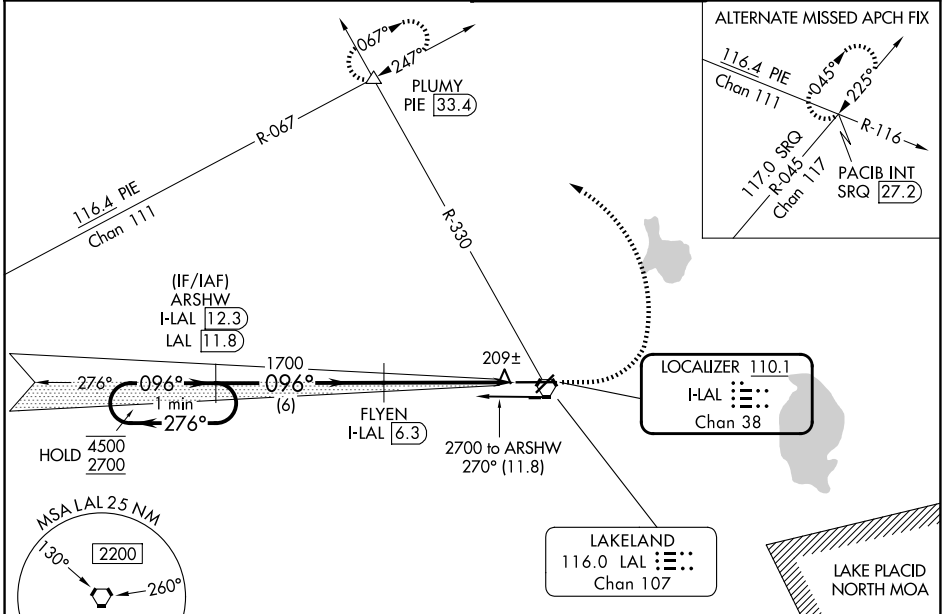 ALTERNATE MISSED APCH FIX
116.4 PIE
Chan 111
045°
225°
R-116
117.0 SRQ
R-045
Chan 117
PACIB INT
SRQ 27.2
067°
247°
PLUMY
PIE 33.4
R-067
116.4 PIE
Chan 111
R-330
(IF/IAF)
ARSHW
I-LAL 12.3
LAL 11.8
1700
209±
276°
096°
096°
1 min
(6)
276°
FLYEN
I-LAL 6.3
HOLD
4500
2700
2700 to ARSHW
270° (11.8)
LOCALIZER 110.1
I-LAL
Chan 38
MSA LAL 25 NM
130°
2200
260°
LAKELAND
116.0 LAL
Chan 107
LAKE PLACID
NORTH MOA